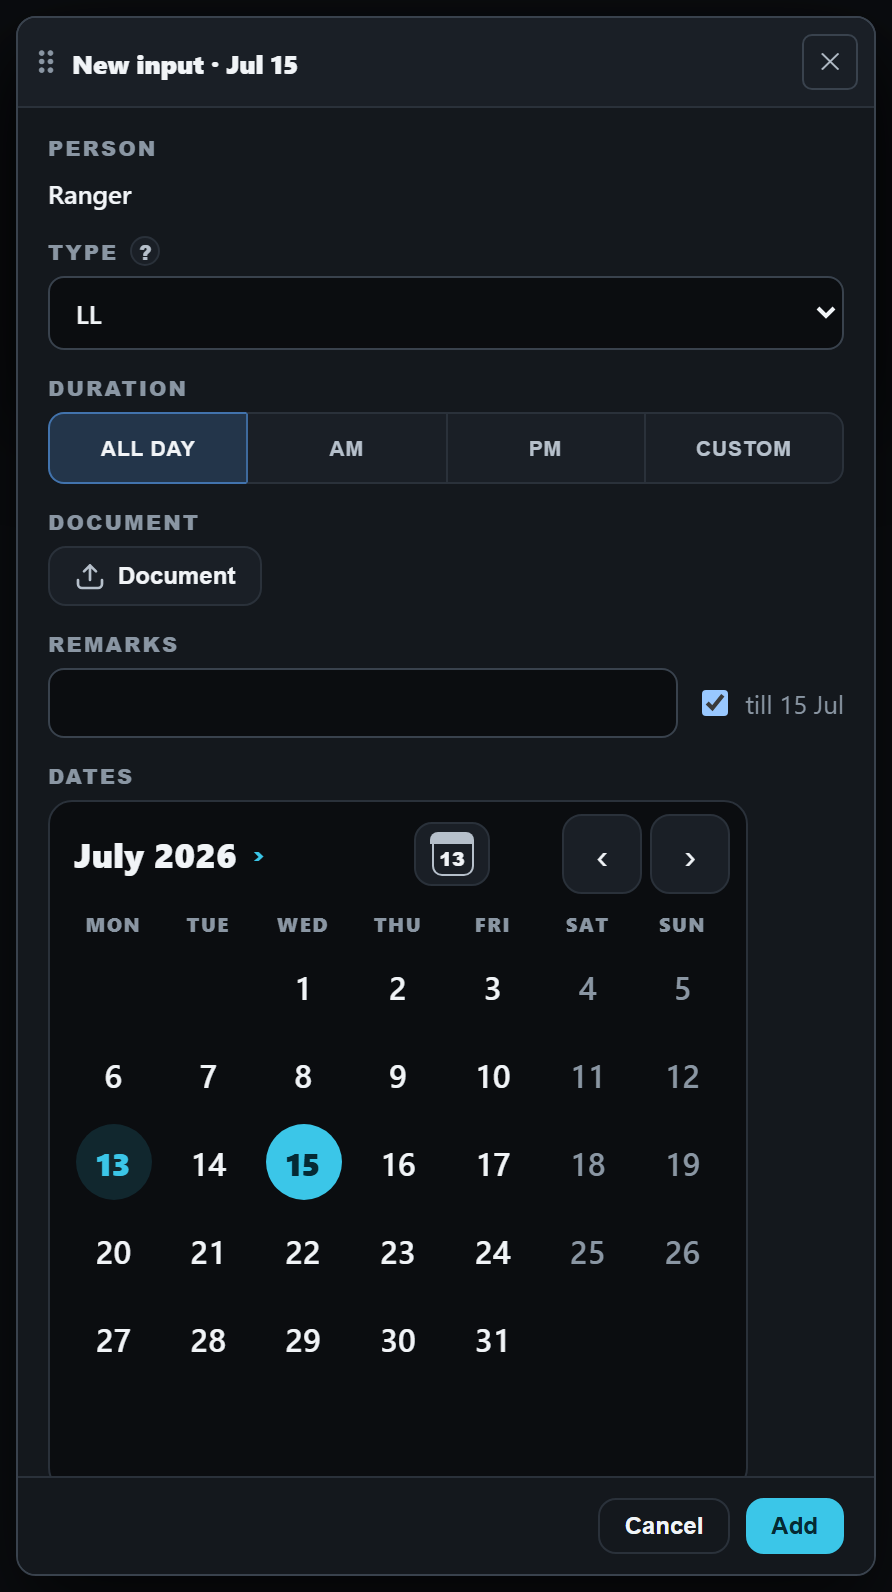 New input · Jul 15
PERSON
Ranger
TYPE ?
LL
DURATION
ALL DAY AM PM CUSTOM
DOCUMENT
Document
REMARKS
till 15 Jul
DATES
July 2026 › 13 ‹ ›
MON TUE WED THU FRI SAT SUN
1 2 3 4 5
6 7 8 9 10 11 12
13 14 15 16 17 18 19
20 21 22 23 24 25 26
27 28 29 30 31
Cancel Add